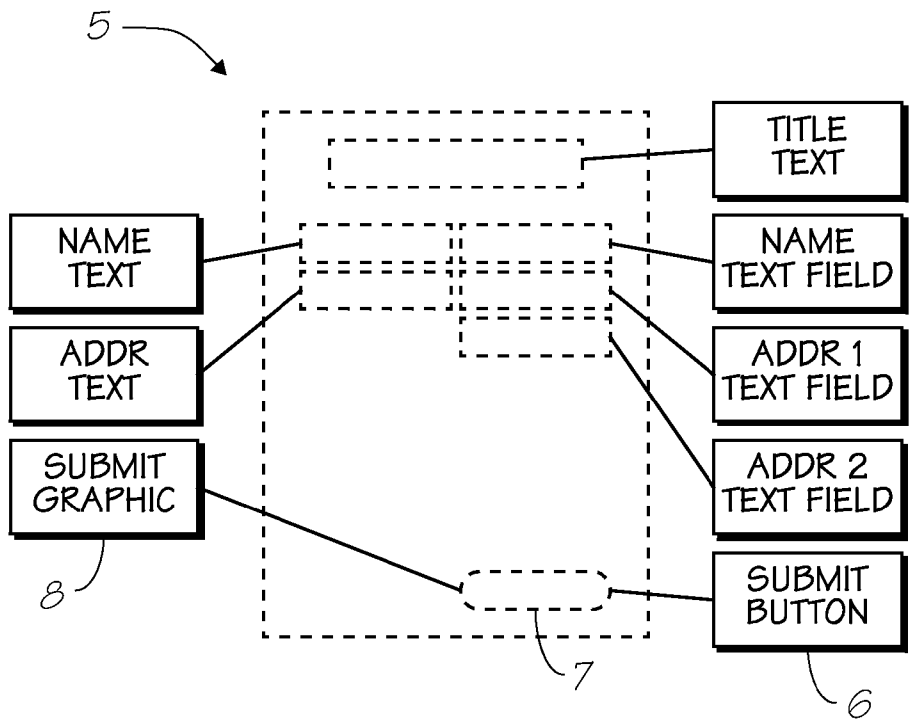 5
TITLE
TEXT
NAME
TEXT
NAME
TEXT FIELD
ADDR
TEXT
ADDR 1
TEXT FIELD
SUBMIT
GRAPHIC
ADDR 2
TEXT FIELD
8
SUBMIT
BUTTON
7
6